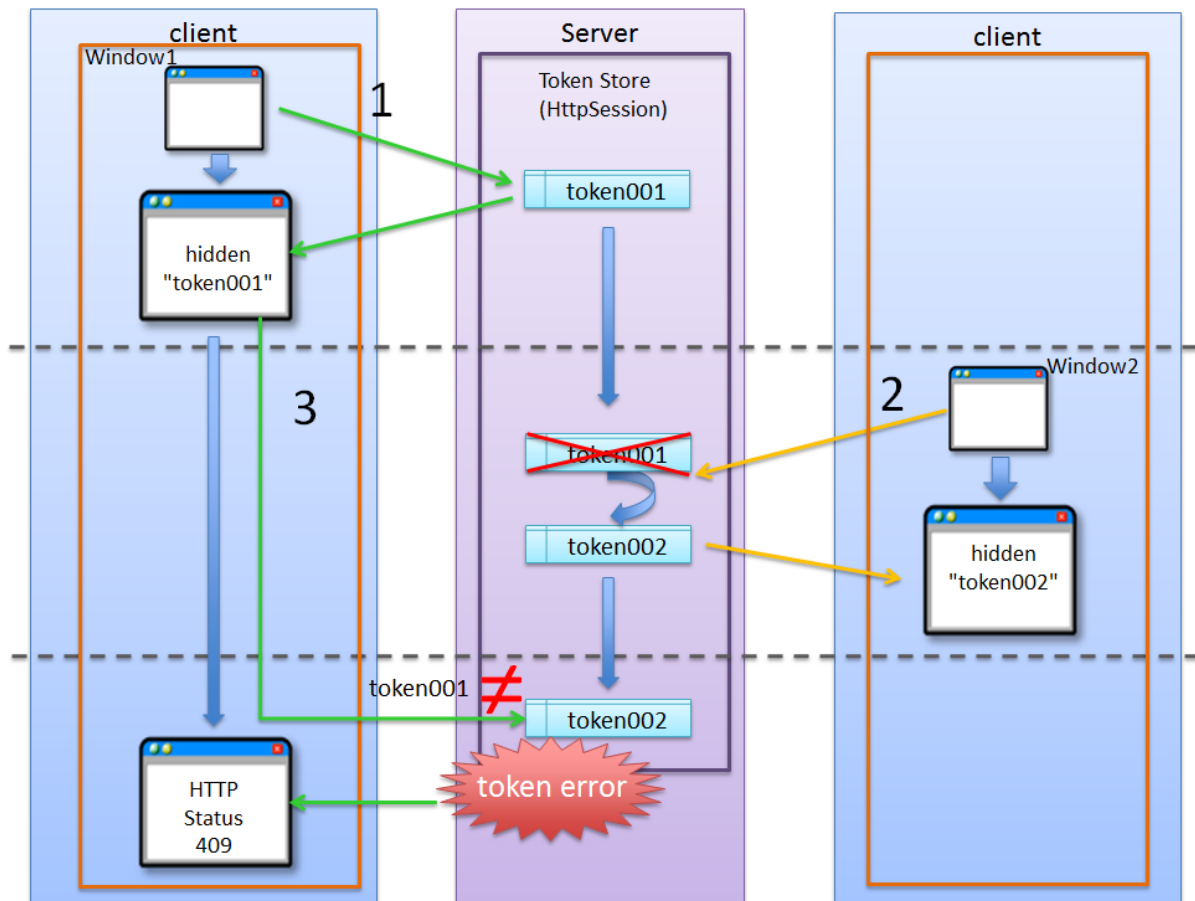 client
Server
client
Window1
1
Token Store
(HttpSession)
token001
hidden
"token001"
Window2
3
2
token001
token002
hidden
"token002"
token001
≠
token002
token error
HTTP
Status
409